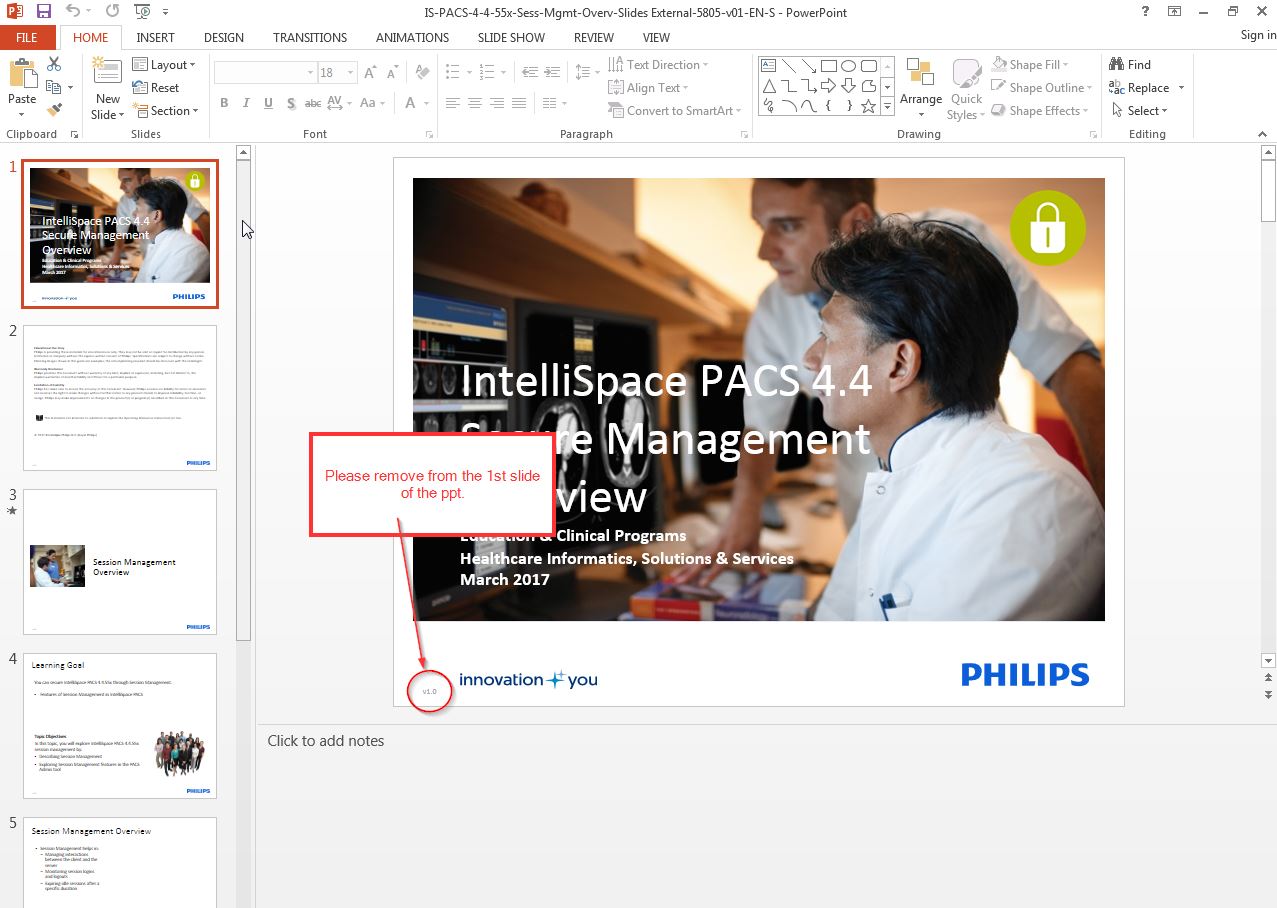 IS-PACS-4-4-55x-Sess-Mgmt-Overv-Slides External-5805-v01-EN-S - PowerPoint
?
FILE HOME INSERT DESIGN TRANSITIONS ANIMATIONS SLIDE SHOW REVIEW VIEW Sign in
Paste
Clipboard
New
Slide
Layout
Reset
Section
Slides
18
B I U S abc AV Aa A
Font
Text Direction
Align Text
Convert to SmartArt
Paragraph
Arrange
Quick
Styles
Shape Fill
Shape Outline
Shape Effects
Drawing
Find
Replace
Select
Editing
1
IntelliSpace PACS 4.4
Secure Management
Overview
Education & Clinical Programs
Healthcare Informatics, Solutions & Services
March 2017
innovation you
PHILIPS
2
PHILIPS
3
Session Management
Overview
PHILIPS
4
Learning Goal
You can secure IntelliSpace PACS 4.4.55x through Session Management.
• Features of Session Management in IntelliSpace PACS
Topic Objectives
In this topic, you will explore IntelliSpace PACS 4.4.55x
session management by:
• Describing Session Management
• Exploring Session Management features in the PACS
Admin tool
PHILIPS
5
Session Management Overview
• Session Management helps in:
– Managing interactions
between the client and the
server
– Monitoring session logins
and logouts
– Expiring idle sessions after a
specific duration
IntelliSpace PACS 4.4
Secure Management
view
Education & Clinical Programs
Healthcare Informatics, Solutions & Services
March 2017
Please remove from the 1st slide
of the ppt.
v1.0
innovation you
PHILIPS
Click to add notes